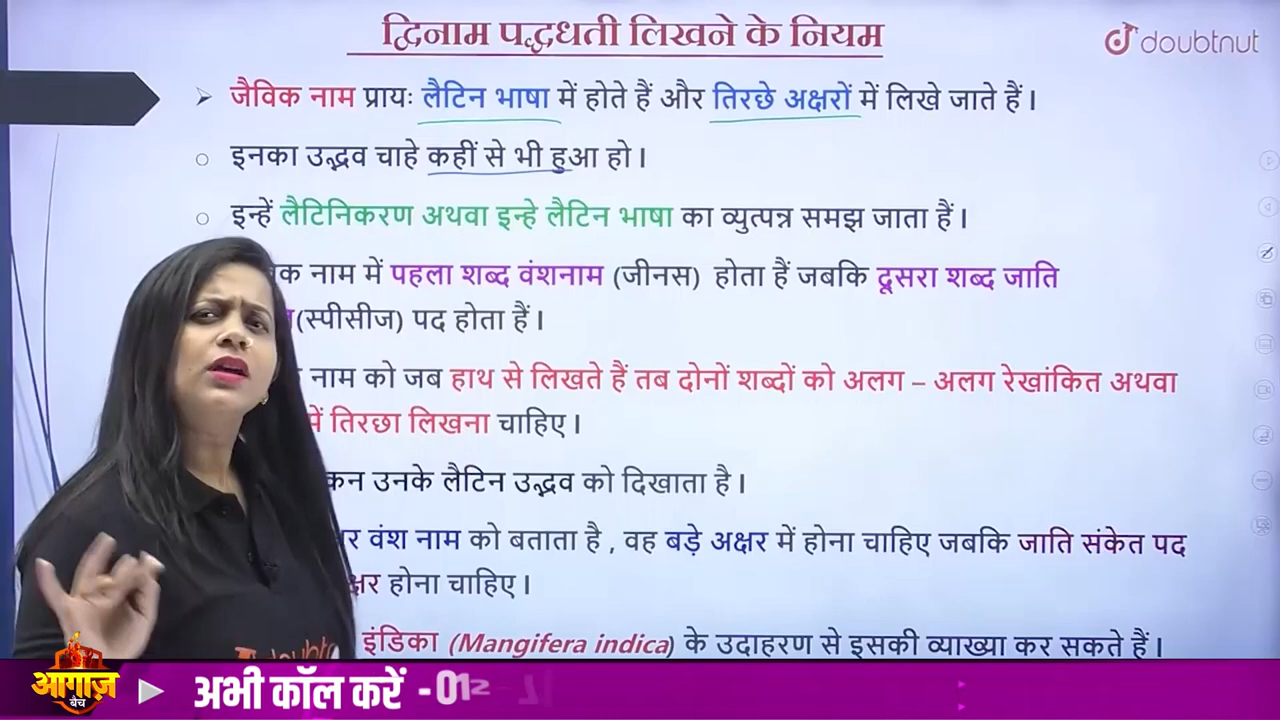 द्विनाम पद्धधती लिखने के नियम
doubtnut
जैविक नाम प्रायः लैटिन भाषा में होते हैं और तिरछे अक्षरों में लिखे जाते हैं I
इनका उद्भव चाहे कहीं से भी हुआ हो I
इन्हें लैटिनिकरण अथवा इन्हे लैटिन भाषा का व्युत्पन्न समझ जाता हैं I
नाम में पहला शब्द वंशनाम (जीनस) होता हैं जबकि दूसरा शब्द जाति
(स्पीसीज) पद होता हैं I
नाम को जब हाथ से लिखते हैं तब दोनों शब्दों को अलग – अलग रेखांकित अथवा
में तिरछा लिखना चाहिए I
उनके लैटिन उद्भव को दिखाता है I
वंश नाम को बताता है , वह बड़े अक्षर में होना चाहिए जबकि जाति संकेत पद
होना चाहिए I
इंडिका (Mangifera indica) के उदाहरण से इसकी व्याख्या कर सकते हैं I
आगाज़
बैच
अभी कॉल करें -012